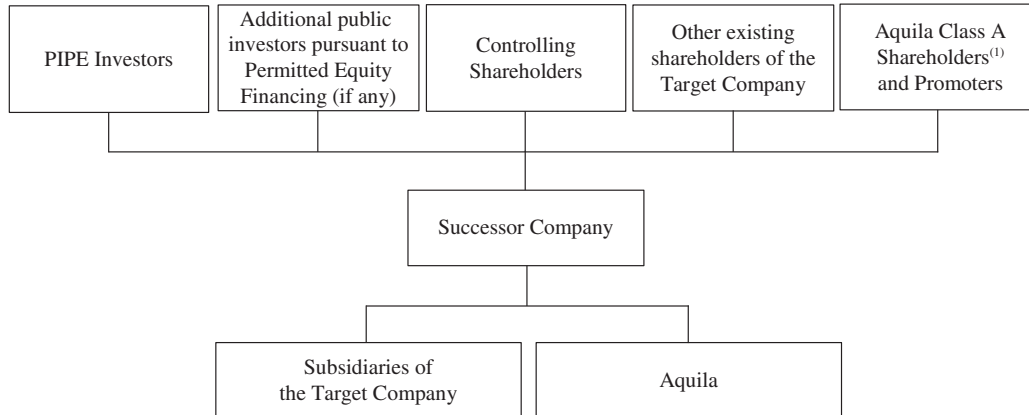 PIPE Investors
Additional public
investors pursuant to
Permitted Equity
Financing (if any)
Controlling
Shareholders
Other existing
shareholders of the
Target Company
Aquila Class A
Shareholders(1)
and Promoters
Successor Company
Subsidiaries of
the Target Company
Aquila